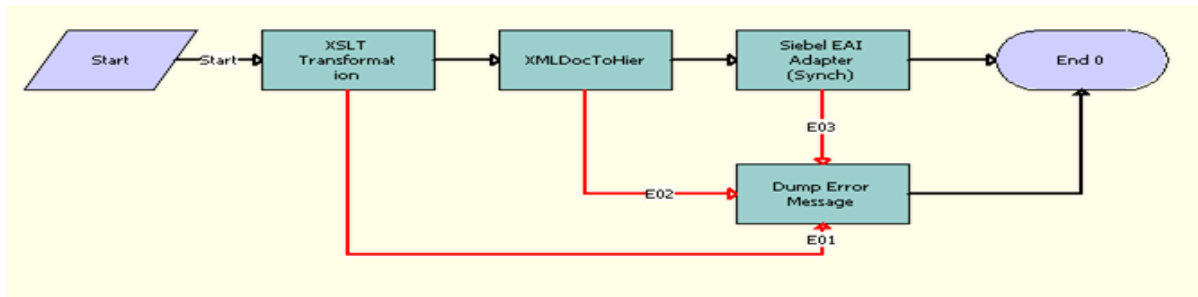 Start
Start
XSLT
Transformat
ion
XMLDocToHier
Siebel EAI
Adapter
(Synch)
End 0
E03
E02
Dump Error
Message
E01